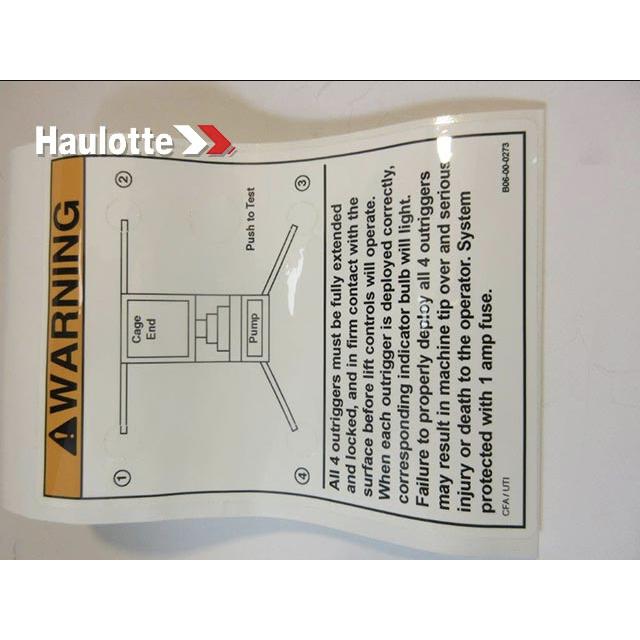 Haulotte
WARNING
1
2
Cage
End
Pump
Push to Test
4
3
All 4 outriggers must be fully extended
and locked, and in firm contact with the
surface before lift controls will operate.
When each outrigger is deployed correctly,
corresponding indicator bulb will light.
Failure to properly deploy all 4 outriggers
may result in machine tip over and serious
injury or death to the operator. System
protected with 1 amp fuse.
CFA / UTI
B06-00-0273